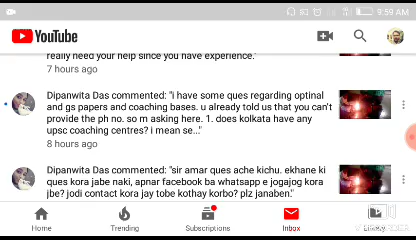 9:59 AM
YouTube
really need your help since you have experience."
7 hours ago
Dipanwita Das commented: "i have some ques regarding optinal
and gs papers and coaching bases. u already told us that you can't
provide the ph no. so m asking here. 1. does kolkata have any
upsc coaching centres? i mean se..."
8 hours ago
Dipanwita Das commented: "sir amar ques ache kichu. ekhane ki
ques kora jabe naki, apnar facebook ba whatsapp e jogajog kora
jbe? jodi contact kora jay tobe kothay korbo? plz janaben.
Home
Trending
Subscriptions
Inbox
Library